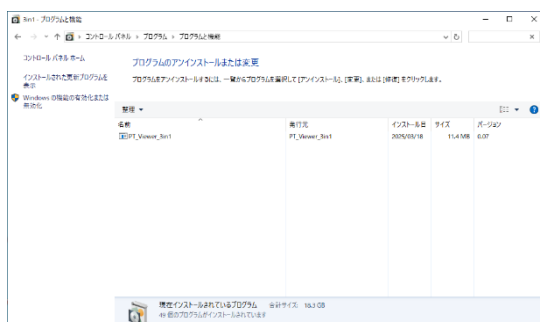 3in1 - プログラムと機能
コントロール パネル > プログラム > プログラムと機能
コントロール パネル ホーム
インストールされた更新プログラムを
表示
Windows の機能の有効化または
無効化
プログラムのアンインストールまたは変更
プログラムをアンインストールするには、一覧からプログラムを選択して [アンインストール]、[変更]、または [修復] をクリックします。
整理
名前 発行元 インストール日 サイズ バージョン
PT_Viewer_3in1 PT_Viewer_3in1 2025/03/18 11.4 MB 0.07
現在インストールされているプログラム 合計サイズ: 10.3 GB
49 個のプログラムがインストールされています